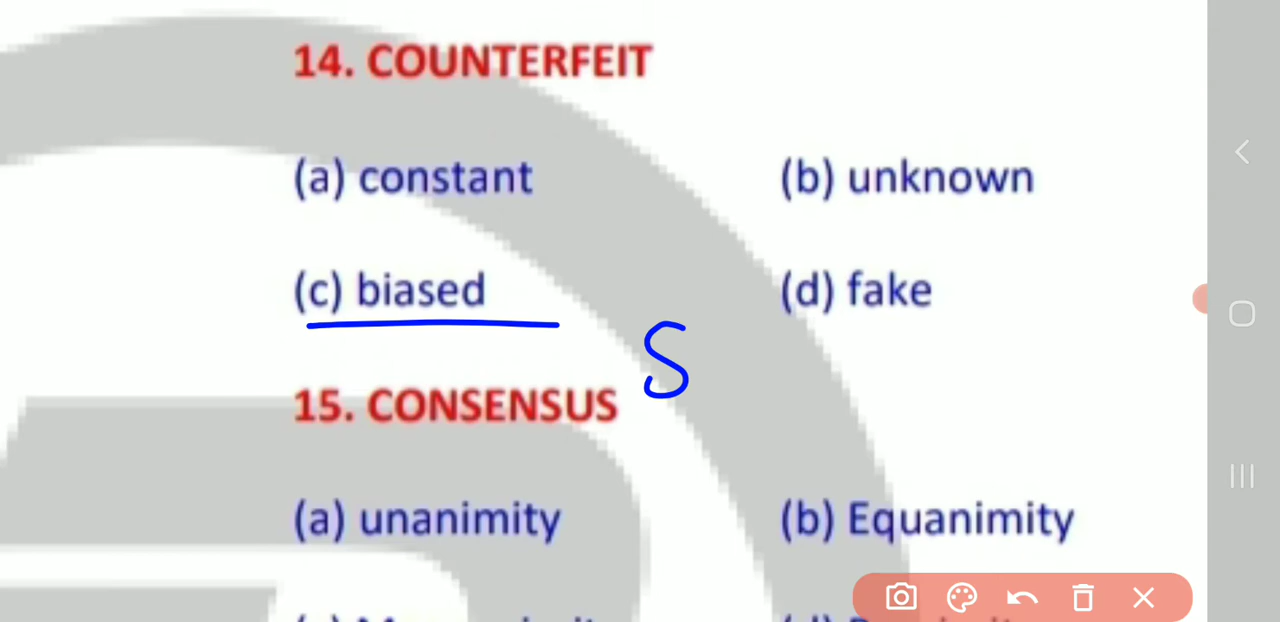 14. COUNTERFEIT
(a) constant (b) unknown
(c) biased (d) fake
S
15. CONSENSUS
(a) unanimity (b) Equanimity